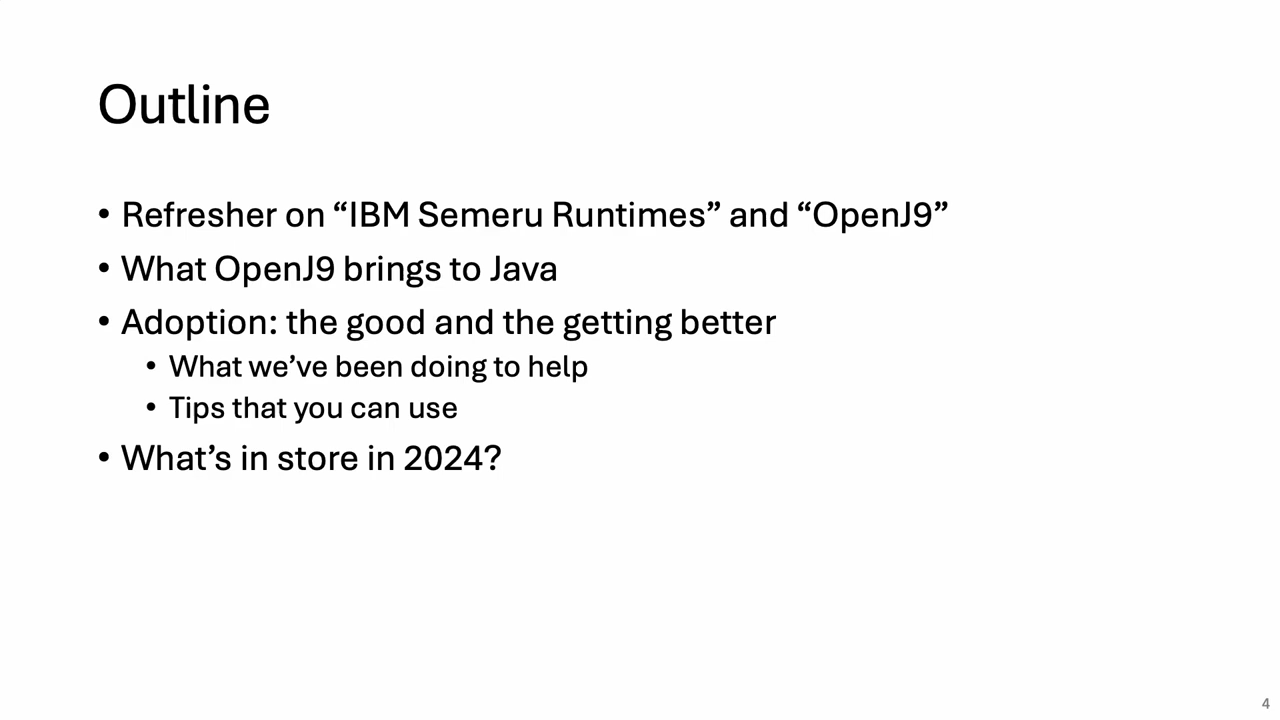 Outline
• Refresher on “IBM Semeru Runtimes” and “OpenJ9”
• What OpenJ9 brings to Java
• Adoption: the good and the getting better
• What we’ve been doing to help
• Tips that you can use
• What’s in store in 2024?
4